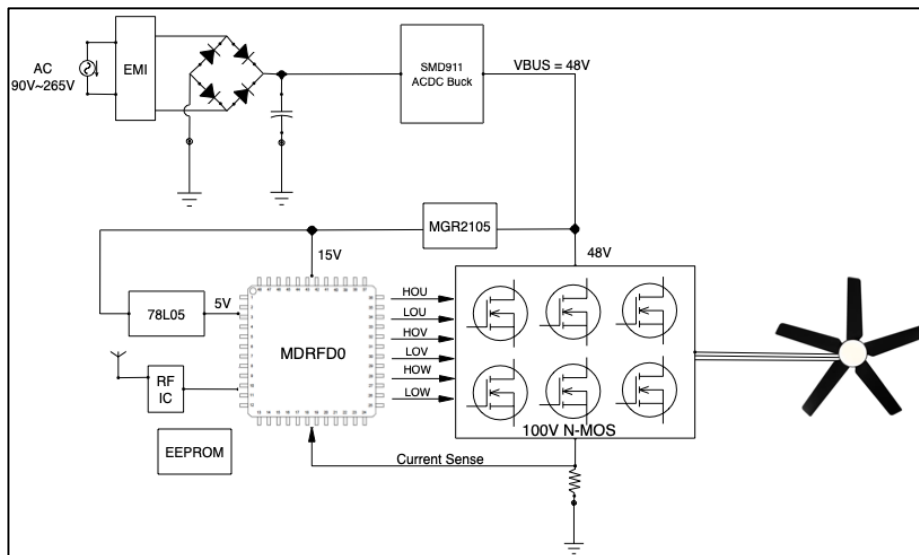 AC
90V~265V
EMI
SMD911
ACDC Buck
VBUS = 48V
MGR2105
15V
48V
78L05
5V
MDRFD0
HOU
LOU
HOV
LOV
HOW
LOW
RF
IC
EEPROM
100V N-MOS
Current Sense